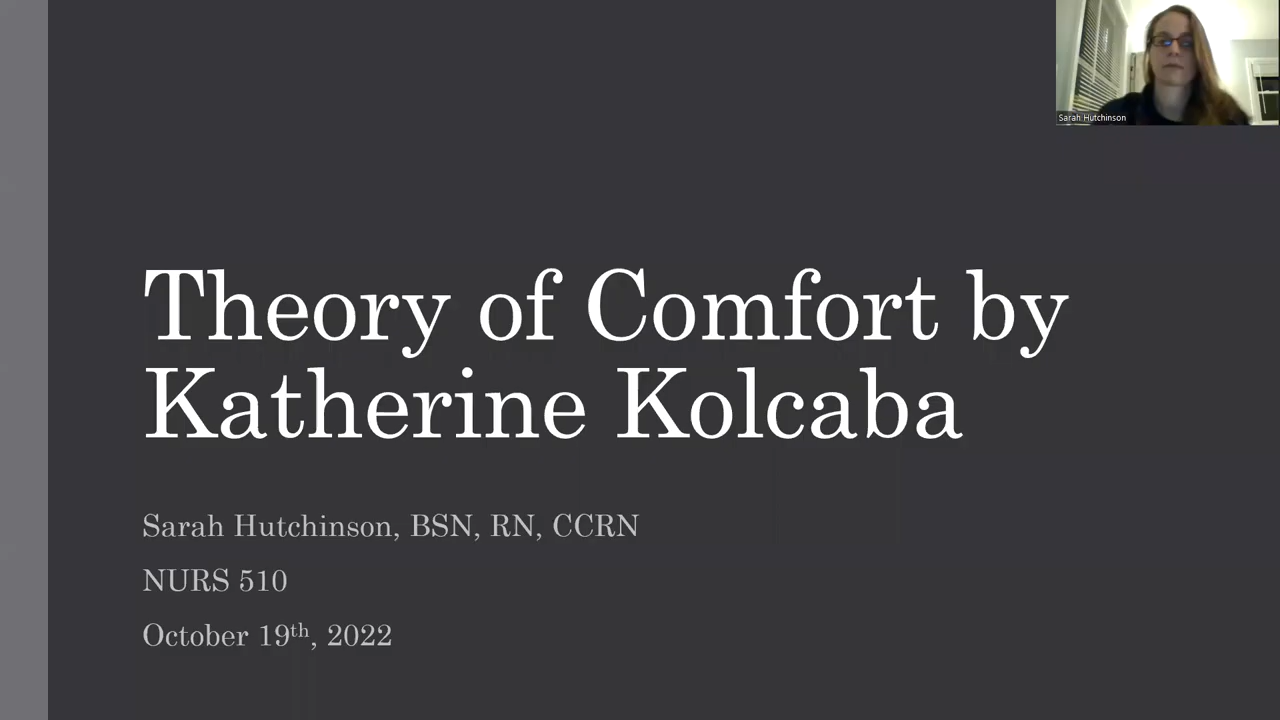 Sarah Hutchinson
Theory of Comfort by
Katherine Kolcaba
Sarah Hutchinson, BSN, RN, CCRN
NURS 510
October 19th, 2022